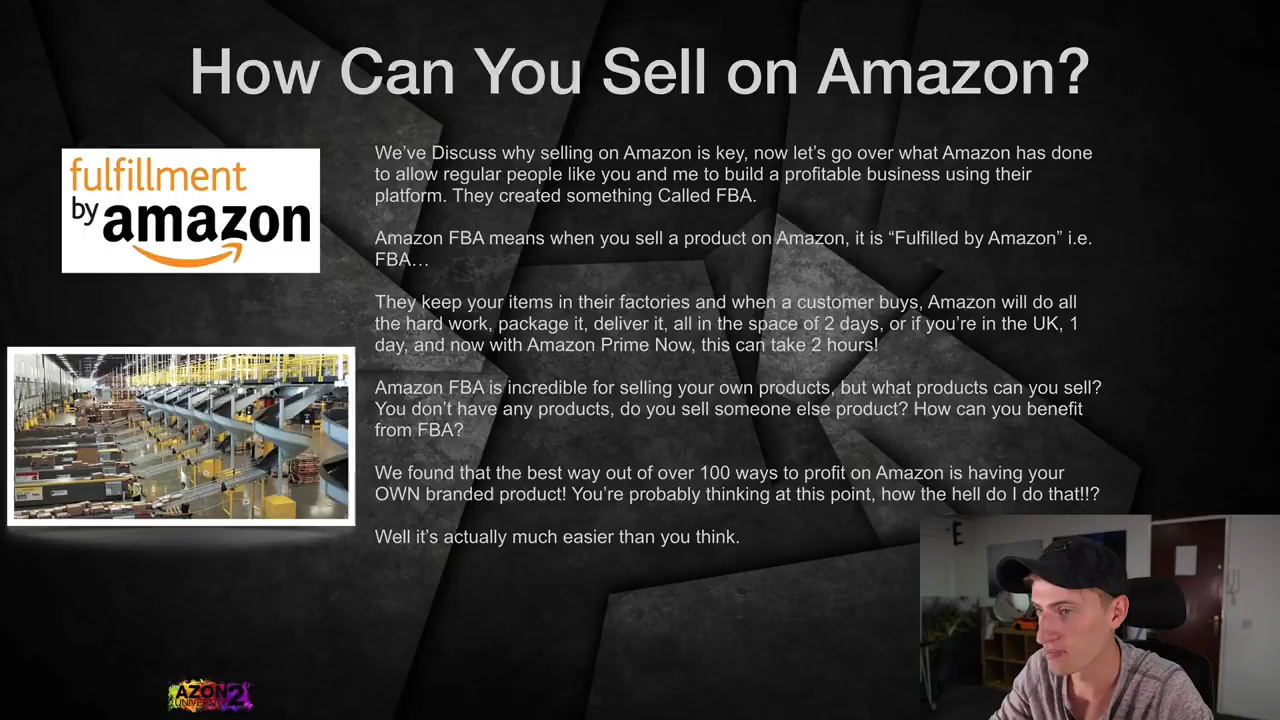 How Can You Sell on Amazon?
fulfillment
by amazon
We’ve Discuss why selling on Amazon is key, now let’s go over what Amazon has done
to allow regular people like you and me to build a profitable business using their
platform. They created something Called FBA.
Amazon FBA means when you sell a product on Amazon, it is “Fulfilled by Amazon” i.e.
FBA…
They keep your items in their factories and when a customer buys, Amazon will do all
the hard work, package it, deliver it, all in the space of 2 days, or if you’re in the UK, 1
day, and now with Amazon Prime Now, this can take 2 hours!
Amazon FBA is incredible for selling your own products, but what products can you sell?
You don’t have any products, do you sell someone else product? How can you benefit
from FBA?
We found that the best way out of over 100 ways to profit on Amazon is having your
OWN branded product! You’re probably thinking at this point, how the hell do I do that!!?
Well it’s actually much easier than you think.
AZON
2